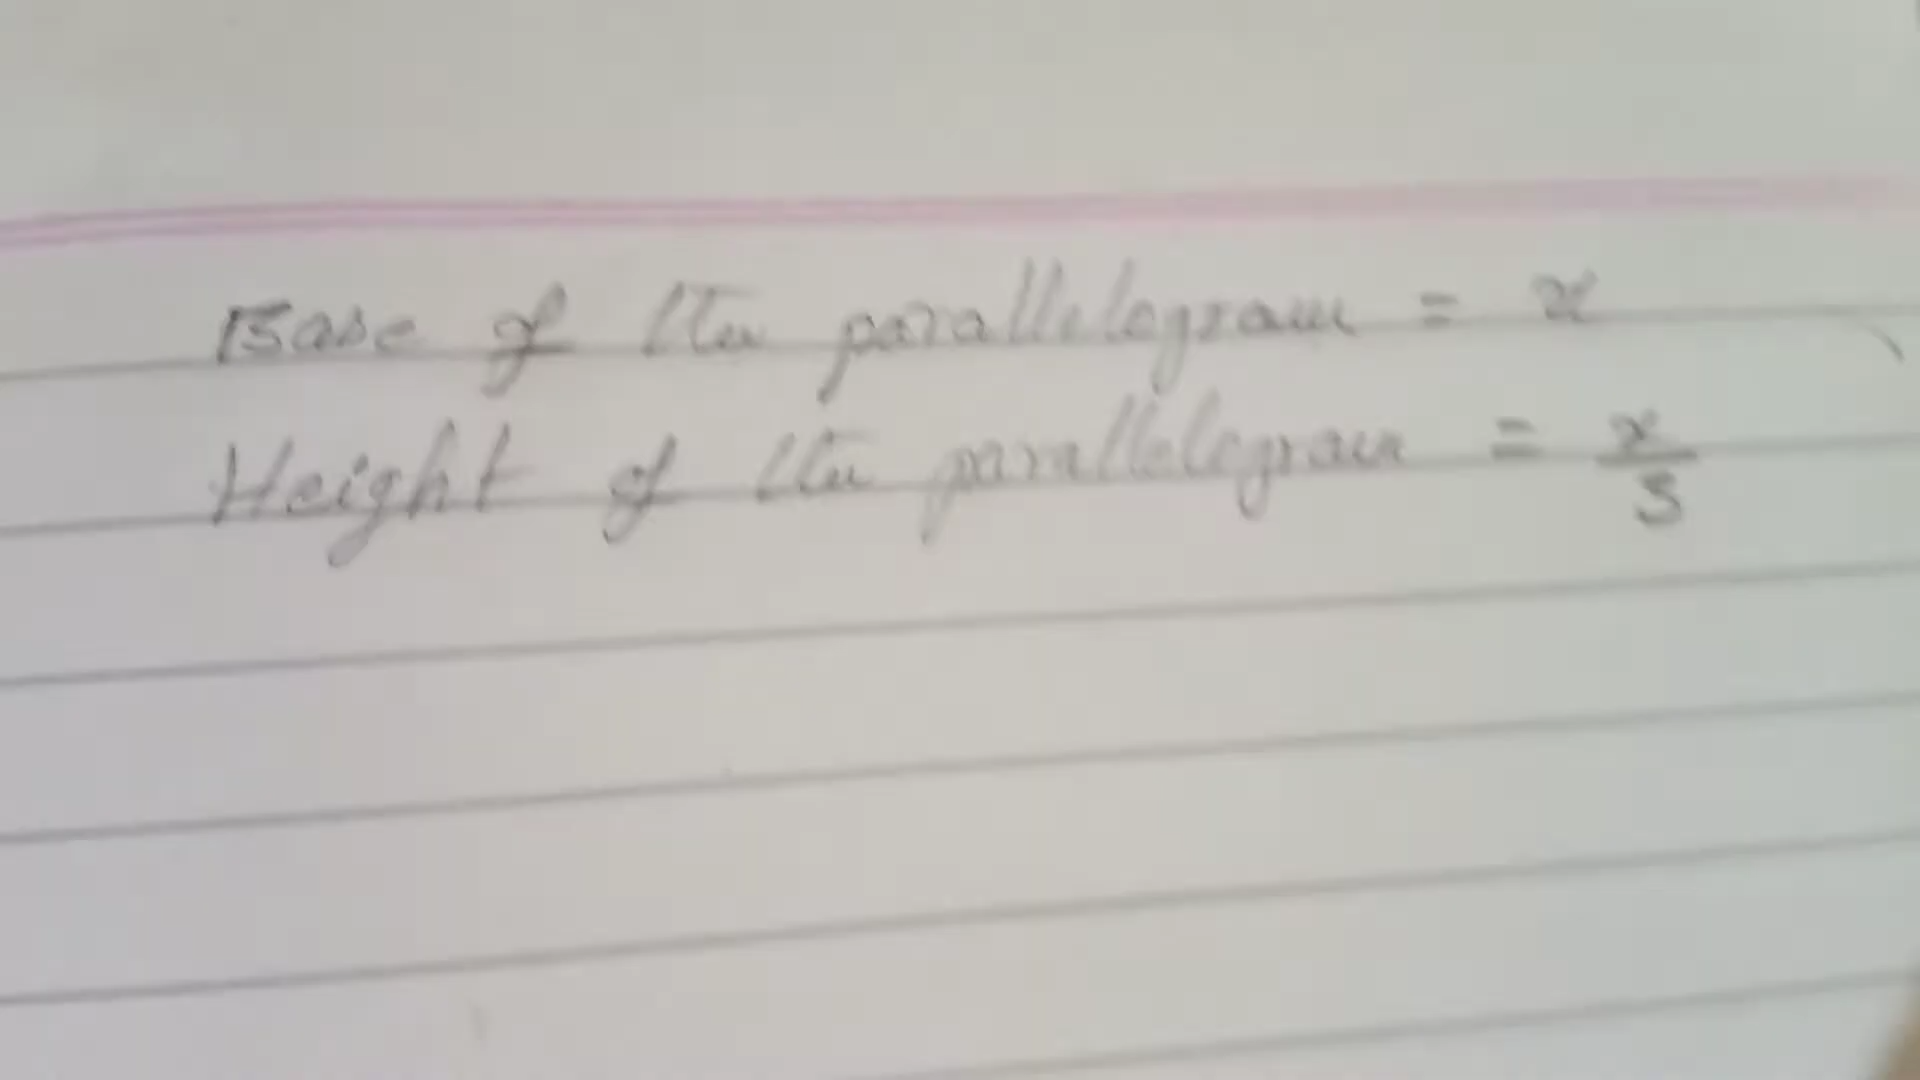 Base of the parallelogram = x
Height of the parallelogram = x/3